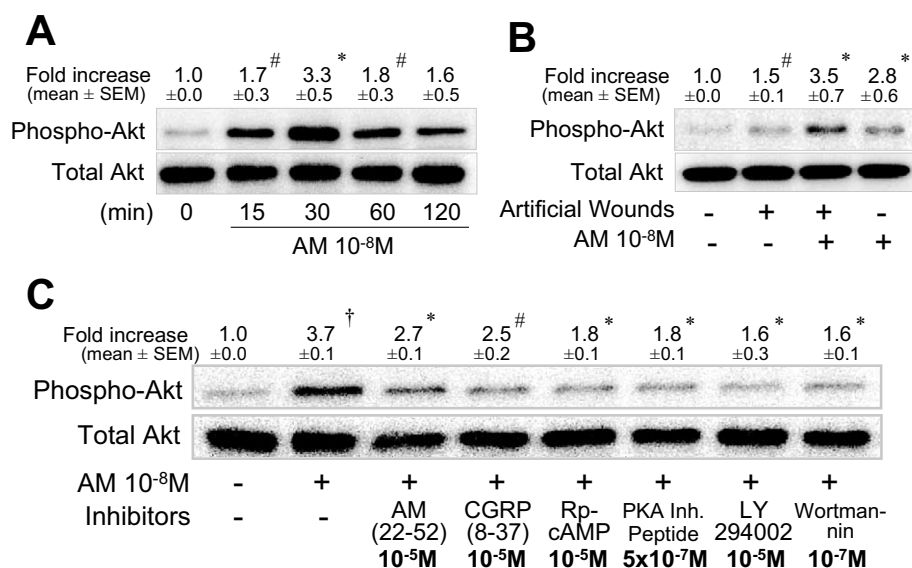 A
Fold increase 1.0 1.7 # 3.3 * 1.8 # 1.6
(mean ± SEM) ±0.0 ±0.3 ±0.5 ±0.3 ±0.5
Phospho-Akt
Total Akt
(min) 0 15 30 60 120
AM 10⁻⁸M
B
Fold increase 1.0 1.5 # 3.5 * 2.8 *
(mean ± SEM) ±0.0 ±0.1 ±0.7 ±0.6
Phospho-Akt
Total Akt
Artificial Wounds - + + -
AM 10⁻⁸M - - + +
C
Fold increase 1.0 3.7 † 2.7 * 2.5 # 1.8 * 1.8 * 1.6 * 1.6 *
(mean ± SEM) ±0.0 ±0.1 ±0.1 ±0.2 ±0.1 ±0.1 ±0.3 ±0.1
Phospho-Akt
Total Akt
AM 10⁻⁸M - + + + + + + +
Inhibitors - - AM CGRP Rp- PKA Inh. LY Wortman-
(22-52) (8-37) cAMP Peptide 294002 nin
10⁻⁵M 10⁻⁵M 10⁻⁵M 5x10⁻⁷M 10⁻⁵M 10⁻⁷M